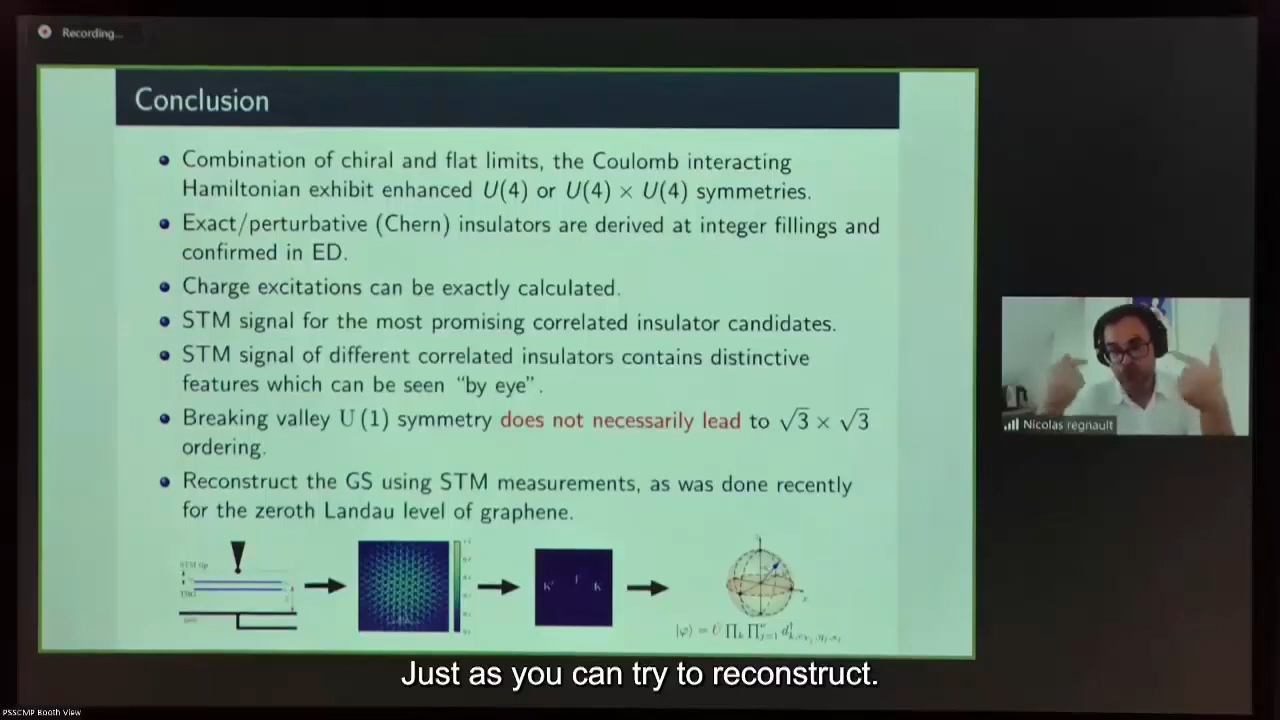 Recording...
Conclusion
Combination of chiral and flat limits, the Coulomb interacting
Hamiltonian exhibit enhanced U(4) or U(4) × U(4) symmetries.
Exact/perturbative (Chern) insulators are derived at integer fillings and
confirmed in ED.
Charge excitations can be exactly calculated.
STM signal for the most promising correlated insulator candidates.
STM signal of different correlated insulators contains distinctive
features which can be seen “by eye”.
Breaking valley U(1) symmetry does not necessarily lead to √3 × √3
ordering.
Reconstruct the GS using STM measurements, as was done recently
for the zeroth Landau level of graphene.
STM tip
K' Γ K
Nicolas regnault
Just as you can try to reconstruct.
PSSCMP Booth View